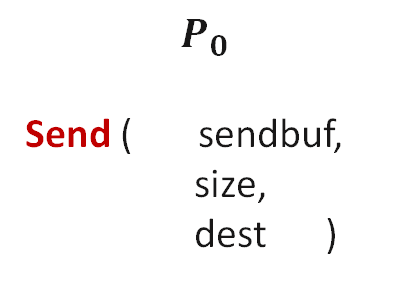 P₀
Send ( sendbuf,
size,
dest )